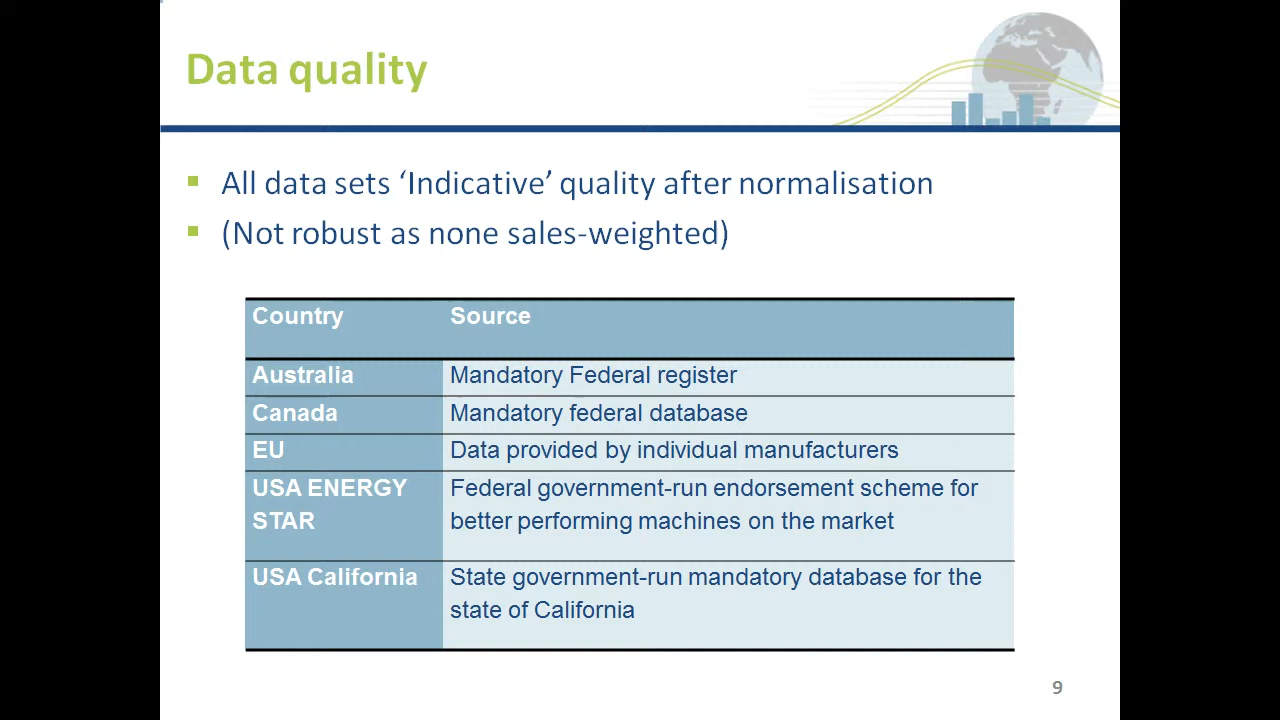 Data quality
All data sets ‘Indicative’ quality after normalisation
(Not robust as none sales-weighted)
Country Source
Australia Mandatory Federal register
Canada Mandatory federal database
EU Data provided by individual manufacturers
USA ENERGY STAR Federal government-run endorsement scheme for
better performing machines on the market
USA California State government-run mandatory database for the
state of California
9